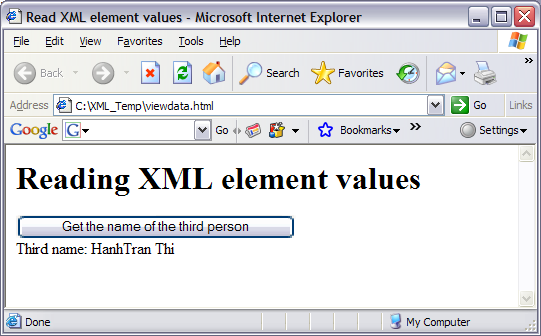 Read XML element values - Microsoft Internet Explorer
File Edit View Favorites Tools Help
Back Search Favorites »
Address C:\XML_Temp\viewdata.html Go Links
Google G Go Bookmarks » Settings
Reading XML element values
Get the name of the third person
Third name: HanhTran Thi
Done My Computer